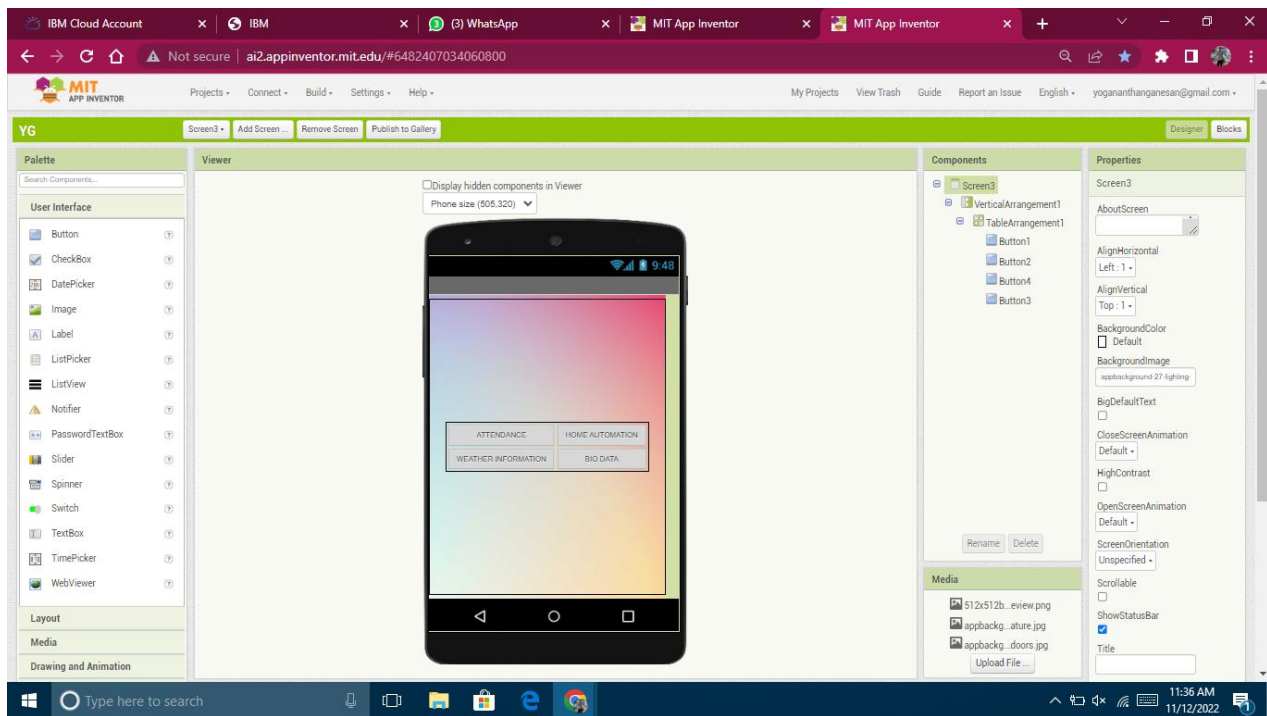 IBM Cloud Account
IBM
(3) WhatsApp
MIT App Inventor
MIT App Inventor
Not secure | ai2.appinventor.mit.edu/#6482407034060800
MIT
APP INVENTOR
Projects
Connect
Build
Settings
Help
My Projects
View Trash
Guide
Report an Issue
English
yogananthanganesan@gmail.com
YG
Screen3
Add Screen ...
Remove Screen
Publish to Gallery
Designer
Blocks
Palette
Search Components...
User Interface
Button
CheckBox
DatePicker
Image
Label
ListPicker
ListView
Notifier
PasswordTextBox
Slider
Spinner
Switch
TextBox
TimePicker
WebViewer
Layout
Media
Drawing and Animation
Viewer
Display hidden components in Viewer
Phone size (505,320)
9:48
ATTENDANCE
HOME AUTOMATION
WEATHER INFORMATION
BIO DATA
Components
Screen3
VerticalArrangement1
TableArrangement1
Button1
Button2
Button4
Button3
Rename
Delete
Media
512x512b...eview.png
appbackg...ature.jpg
appbackg...doors.jpg
Upload File ...
Properties
Screen3
AboutScreen
AlignHorizontal
Left : 1
AlignVertical
Top : 1
BackgroundColor
Default
BackgroundImage
appbackground-27-lighting
BigDefaultText
CloseScreenAnimation
Default
HighContrast
OpenScreenAnimation
Default
ScreenOrientation
Unspecified
Scrollable
ShowStatusBar
Title
Type here to search
11:36 AM
11/12/2022